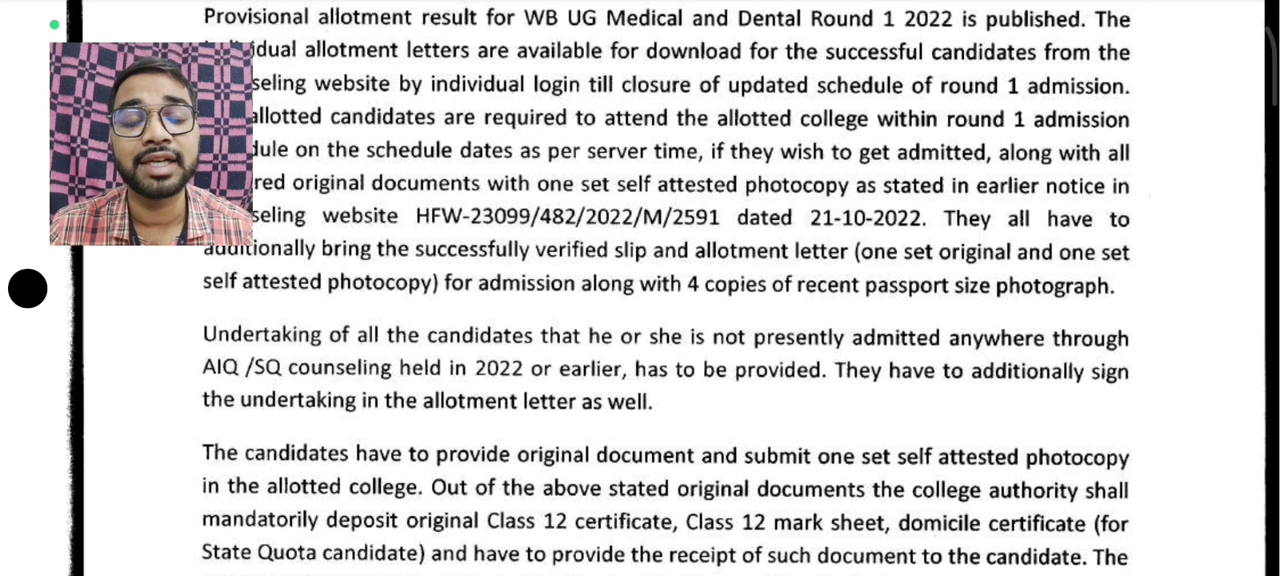 Provisional allotment result for WB UG Medical and Dental Round 1 2022 is published. The
dual allotment letters are available for download for the successful candidates from the
seling website by individual login till closure of updated schedule of round 1 admission.
allotted candidates are required to attend the allotted college within round 1 admission
dule on the schedule dates as per server time, if they wish to get admitted, along with all
red original documents with one set self attested photocopy as stated in earlier notice in
seling website HFW-23099/482/2022/M/2591 dated 21-10-2022. They all have to
additionally bring the successfully verified slip and allotment letter (one set original and one set
self attested photocopy) for admission along with 4 copies of recent passport size photograph.
Undertaking of all the candidates that he or she is not presently admitted anywhere through
AIQ /SQ counseling held in 2022 or earlier, has to be provided. They have to additionally sign
the undertaking in the allotment letter as well.
The candidates have to provide original document and submit one set self attested photocopy
in the allotted college. Out of the above stated original documents the college authority shall
mandatorily deposit original Class 12 certificate, Class 12 mark sheet, domicile certificate (for
State Quota candidate) and have to provide the receipt of such document to the candidate. The